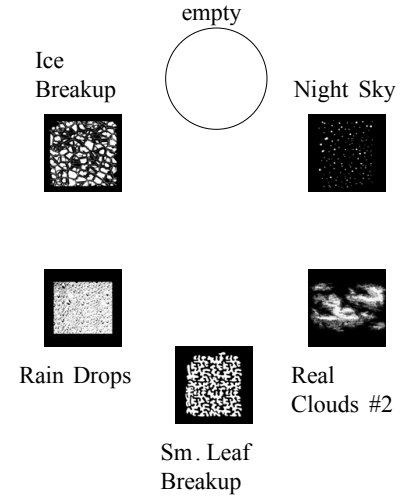 empty
Ice
Breakup
Night Sky
Rain Drops
Real
Clouds #2
Sm. Leaf
Breakup